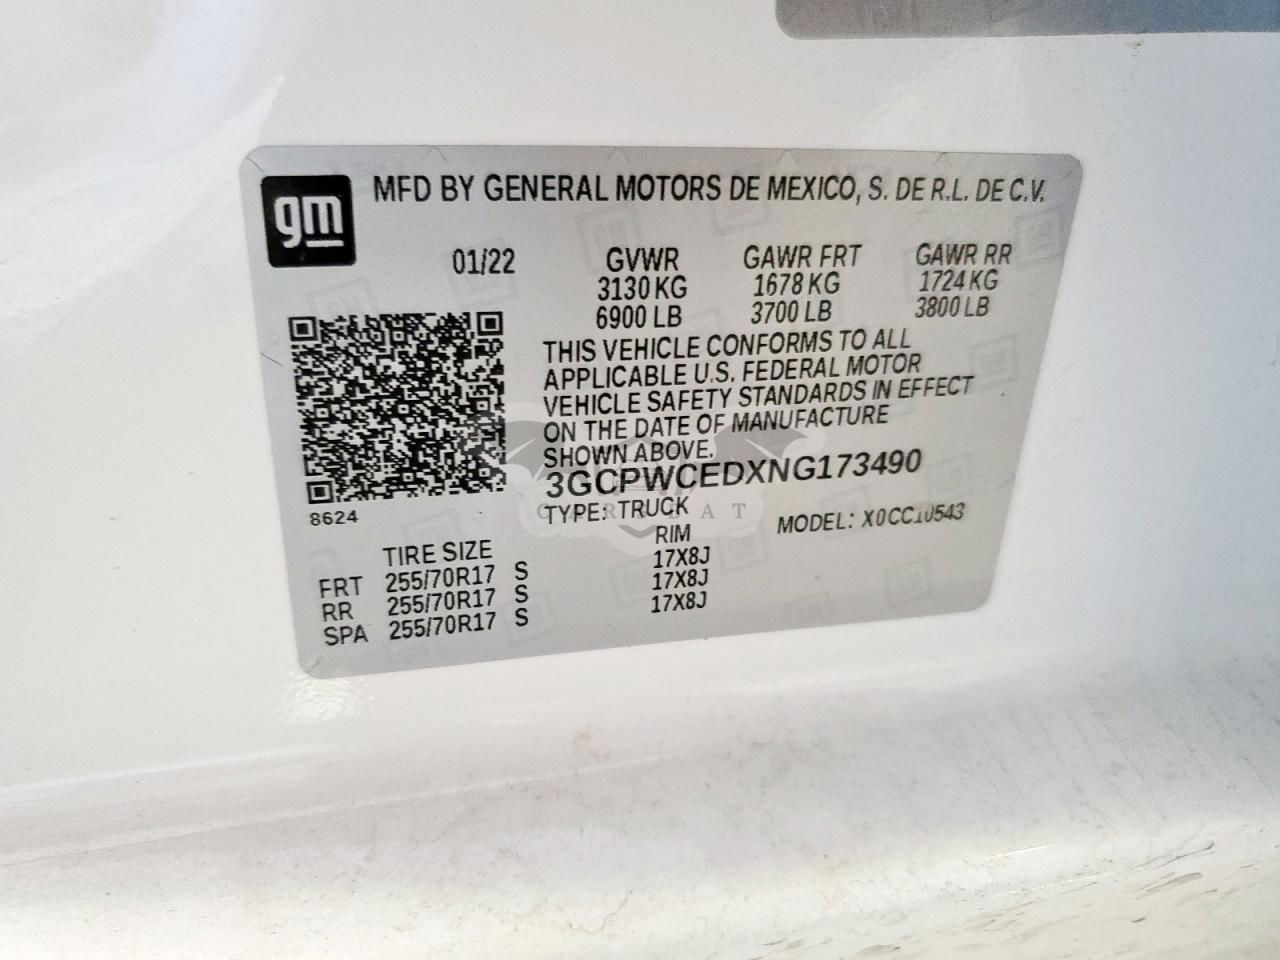 gm
MFD BY GENERAL MOTORS DE MEXICO, S. DE R.L. DE C.V.
01/22 GVWR GAWR FRT GAWR RR
3130 KG 1678 KG 1724 KG
6900 LB 3700 LB 3800 LB
THIS VEHICLE CONFORMS TO ALL
APPLICABLE U.S. FEDERAL MOTOR
VEHICLE SAFETY STANDARDS IN EFFECT
ON THE DATE OF MANUFACTURE
SHOWN ABOVE.
3GCPWCEDXNG173490
8624
TYPE: TRUCK MODEL: X0CC10543
TIRE SIZE RIM
FRT 255/70R17 S 17X8J
RR 255/70R17 S 17X8J
SPA 255/70R17 S 17X8J